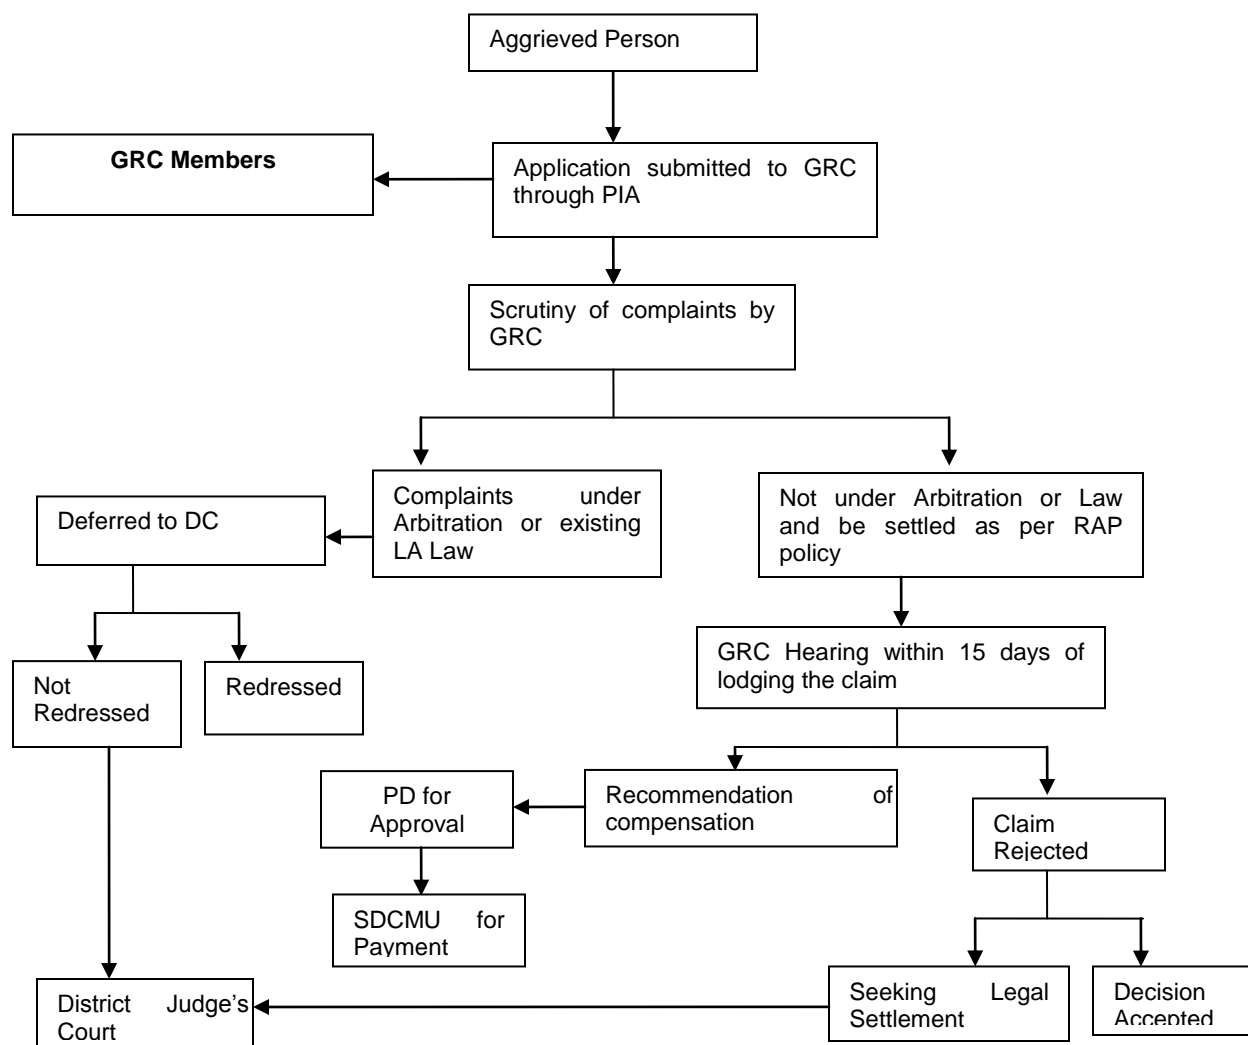 Aggrieved Person
GRC Members
Application submitted to GRC
through PIA
Scrutiny of complaints by
GRC
Complaints under
Arbitration or existing
LA Law
Not under Arbitration or Law
and be settled as per RAP
policy
Deferred to DC
GRC Hearing within 15 days of
lodging the claim
Not
Redressed
Redressed
PD for
Approval
Recommendation of
compensation
Claim
Rejected
SDCMU for
Payment
District Judge's
Court
Seeking Legal
Settlement
Decision
Accepted